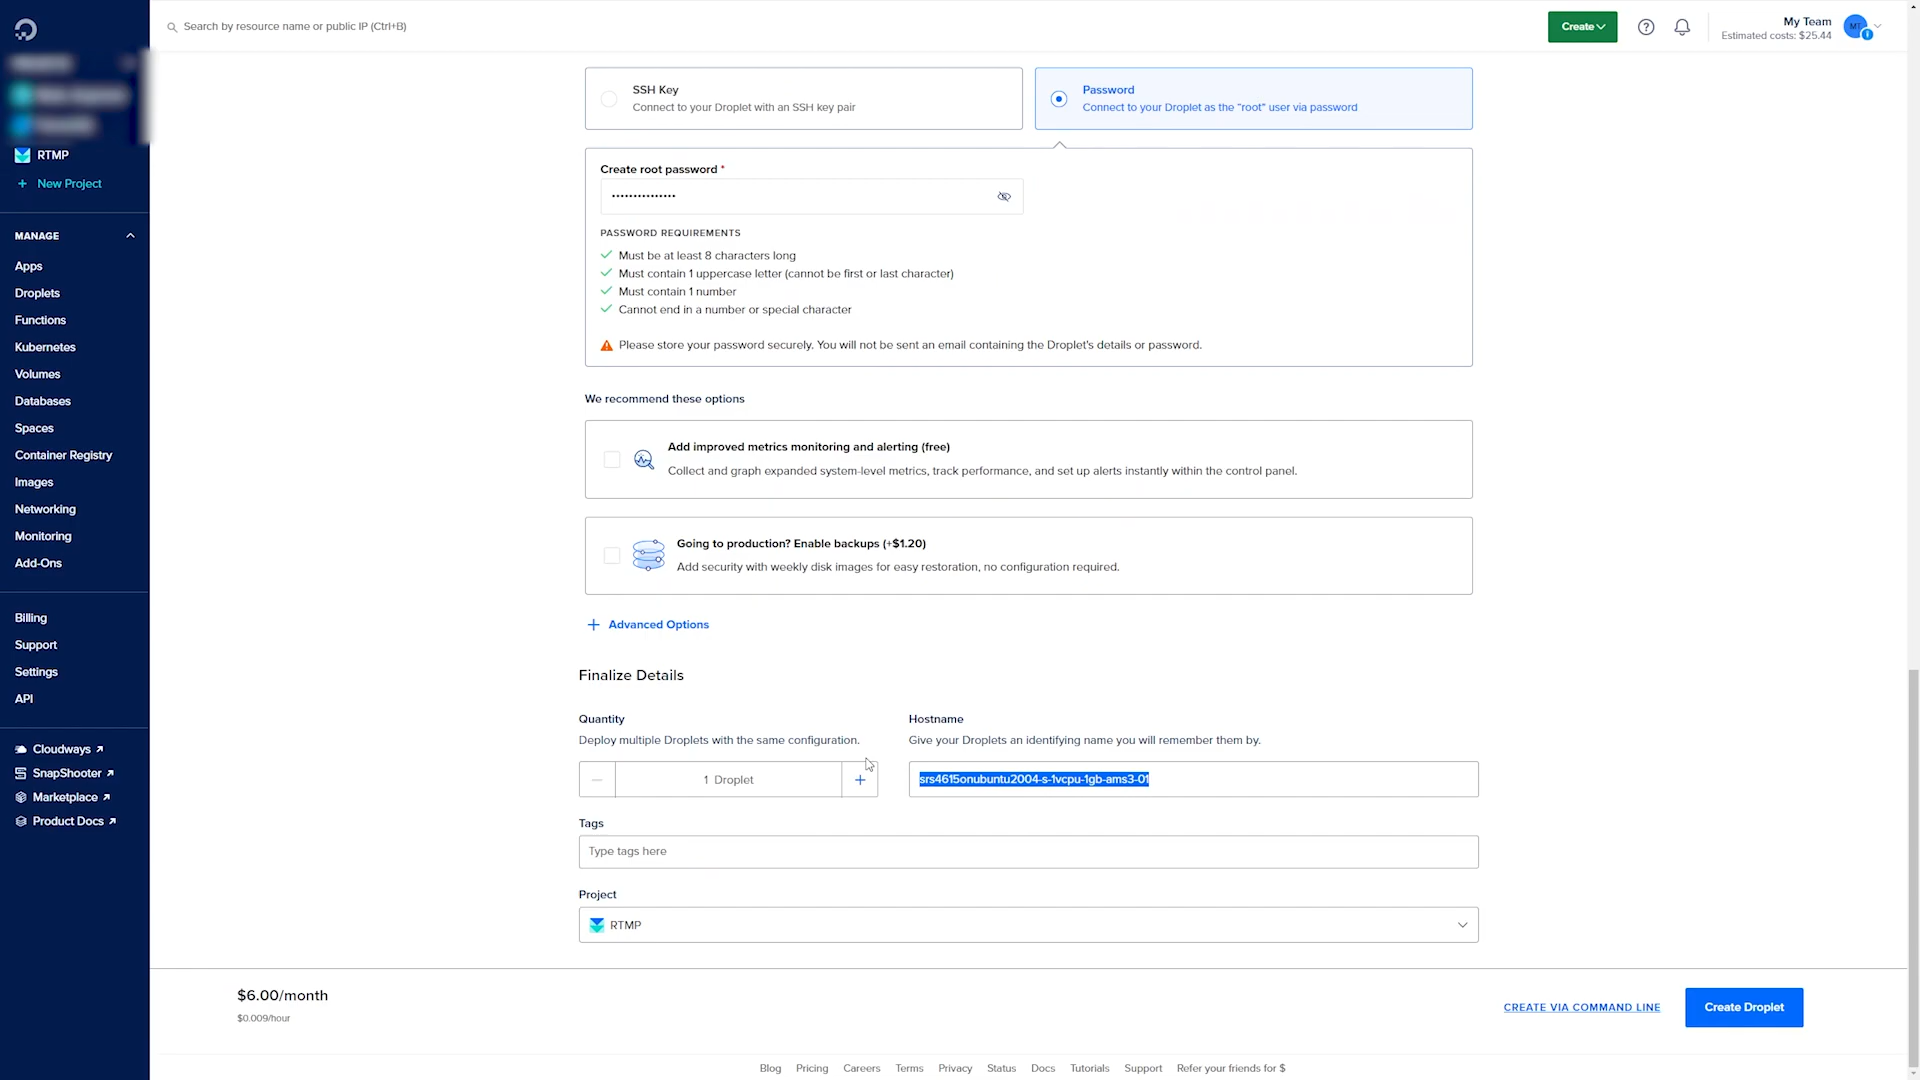 Search by resource name or public IP (Ctrl+B)
Create
My Team
Estimated costs: $25.44
MT
RTMP
New Project
MANAGE
Apps
Droplets
Functions
Kubernetes
Volumes
Databases
Spaces
Container Registry
Images
Networking
Monitoring
Add-Ons
Billing
Support
Settings
API
Cloudways
SnapShooter
Marketplace
Product Docs
SSH Key
Connect to your Droplet with an SSH key pair
Password
Connect to your Droplet as the “root” user via password
Create root password *
•••••••••••••••
PASSWORD REQUIREMENTS
Must be at least 8 characters long
Must contain 1 uppercase letter (cannot be first or last character)
Must contain 1 number
Cannot end in a number or special character
Please store your password securely. You will not be sent an email containing the Droplet's details or password.
We recommend these options
Add improved metrics monitoring and alerting (free)
Collect and graph expanded system-level metrics, track performance, and set up alerts instantly within the control panel.
Going to production? Enable backups (+$1.20)
Add security with weekly disk images for easy restoration, no configuration required.
Advanced Options
Finalize Details
Quantity
Deploy multiple Droplets with the same configuration.
1 Droplet
Hostname
Give your Droplets an identifying name you will remember them by.
srs4615onubuntu2004-s-1vcpu-1gb-ams3-01
Tags
Type tags here
Project
RTMP
$6.00/month
$0.009/hour
CREATE VIA COMMAND LINE
Create Droplet
Blog Pricing Careers Terms Privacy Status Docs Tutorials Support Refer your friends for $